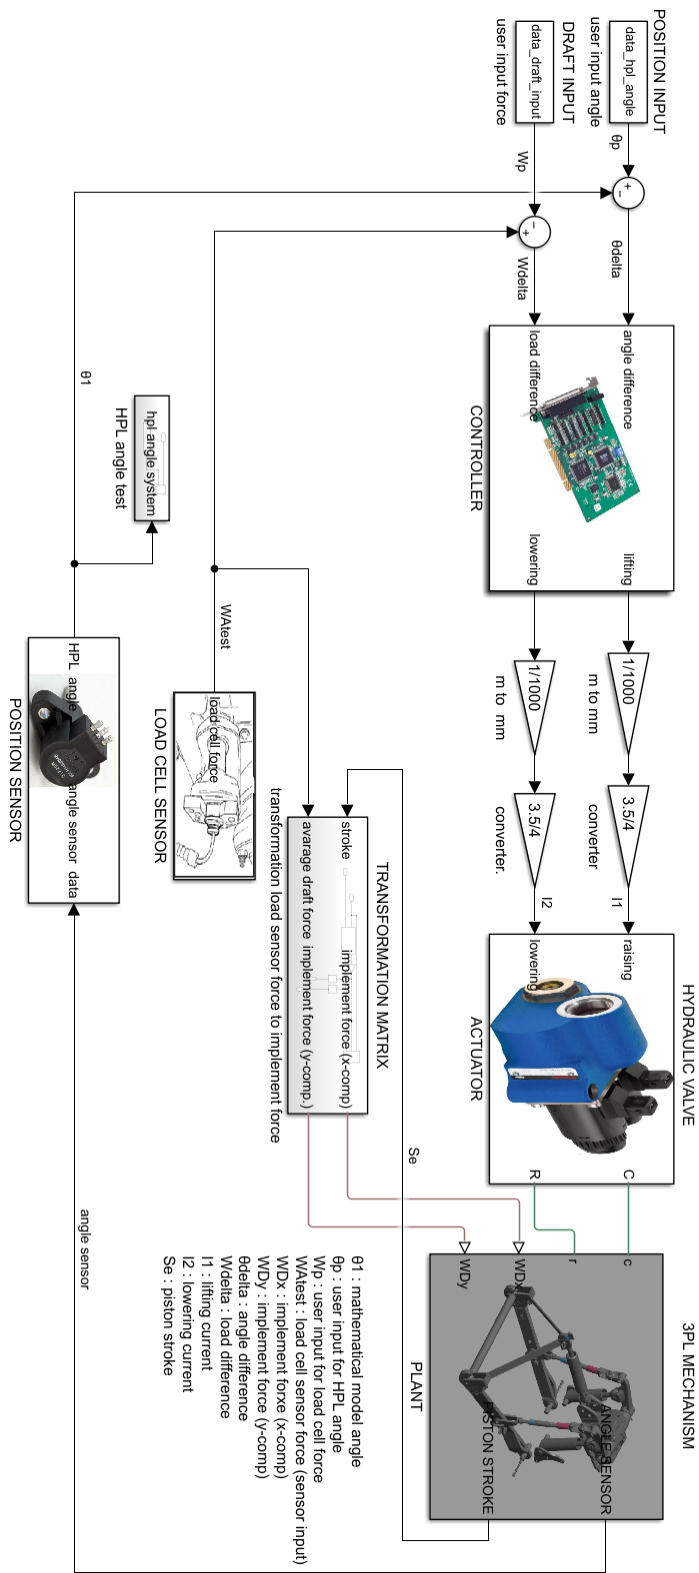 POSITION INPUT
data_hpl_angle
user input angle
θp
+
−
θdelta
DRAFT INPUT
data_draft_input
user input force
Wp
−
+
Wdelta
angle difference
load difference
lifting
lowering
CONTROLLER
1/1000
m to mm
1/1000
m to mm
3.5/4
converter
3.5/4
converter.
I1
I2
HYDRAULIC VALVE
raising
lowering
C
R
ACTUATOR
3PL MECHANISM
c
r
WDx
WDy
ANGLE SENSOR
PISTON STROKE
PLANT
TRANSFORMATION MATRIX
stroke
implement force (x-comp)
avarage draft force
implement force (y-comp.)
transformation load sensor force to implement force
Se
WAtest
load cell force
LOAD CELL SENSOR
hpl angle system
HPL angle test
θ1
HPL angle
angle sensor data
POSITION SENSOR
angle sensor
θ1 : mathematical model angle
θp : user input for HPL angle
Wp : user input for load cell force
WAtest : load cell sensor force (sensor input)
WDx : implement forxe (x-comp)
WDy : implement force (y-comp)
θdelta : angle difference
Wdelta : load difference
I1 : lifting current
I2 : lowering current
Se : piston stroke